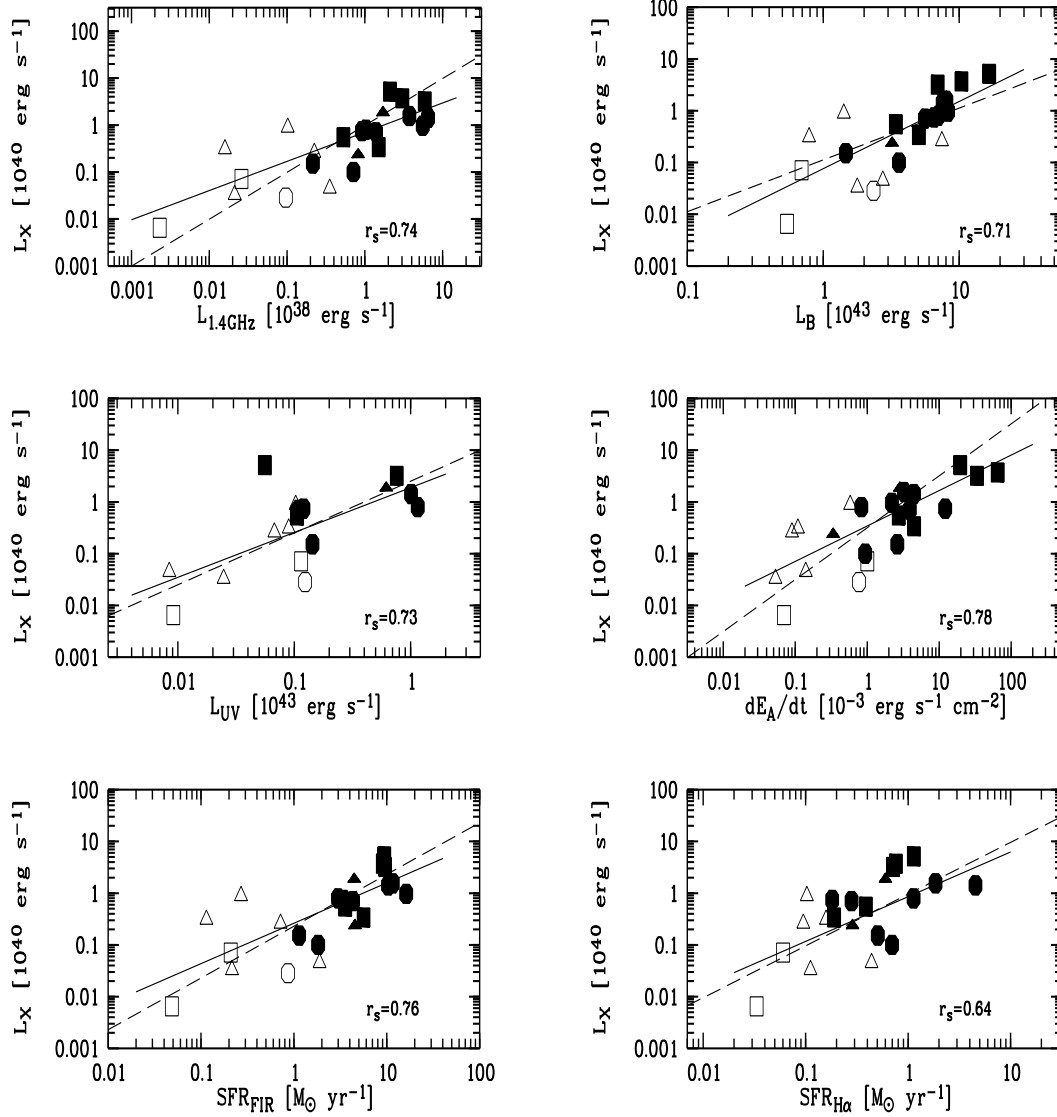 L_X [10^40 erg s^-1]
100
10
1
0.1
0.01
0.001
r_s=0.74
0.001 0.01 0.1 1 10
L_1.4GHz [10^38 erg s^-1]
L_X [10^40 erg s^-1]
100
10
1
0.1
0.01
0.001
r_s=0.71
0.1 1 10
L_B [10^43 erg s^-1]
L_X [10^40 erg s^-1]
100
10
1
0.1
0.01
0.001
r_s=0.73
0.01 0.1 1
L_UV [10^43 erg s^-1]
L_X [10^40 erg s^-1]
100
10
1
0.1
0.01
0.001
r_s=0.78
0.01 0.1 1 10 100
dE_A/dt [10^-3 erg s^-1 cm^-2]
L_X [10^40 erg s^-1]
100
10
1
0.1
0.01
0.001
r_s=0.76
0.01 0.1 1 10 100
SFR_FIR [M_⊙ yr^-1]
L_X [10^40 erg s^-1]
100
10
1
0.1
0.01
0.001
r_s=0.64
0.01 0.1 1 10
SFR_Hα [M_⊙ yr^-1]